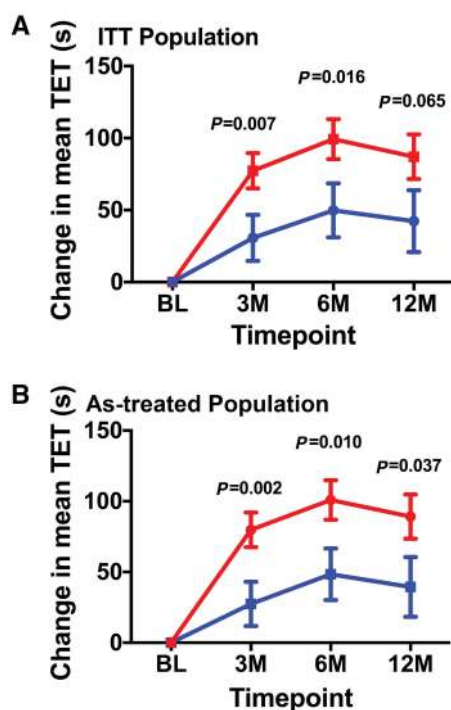 A
ITT Population
Change in mean TET (s)
150
100
50
0
P=0.007
P=0.016
P=0.065
BL 3M 6M 12M
Timepoint
B
As-treated Population
Change in mean TET (s)
150
100
50
0
P=0.002
P=0.010
P=0.037
BL 3M 6M 12M
Timepoint